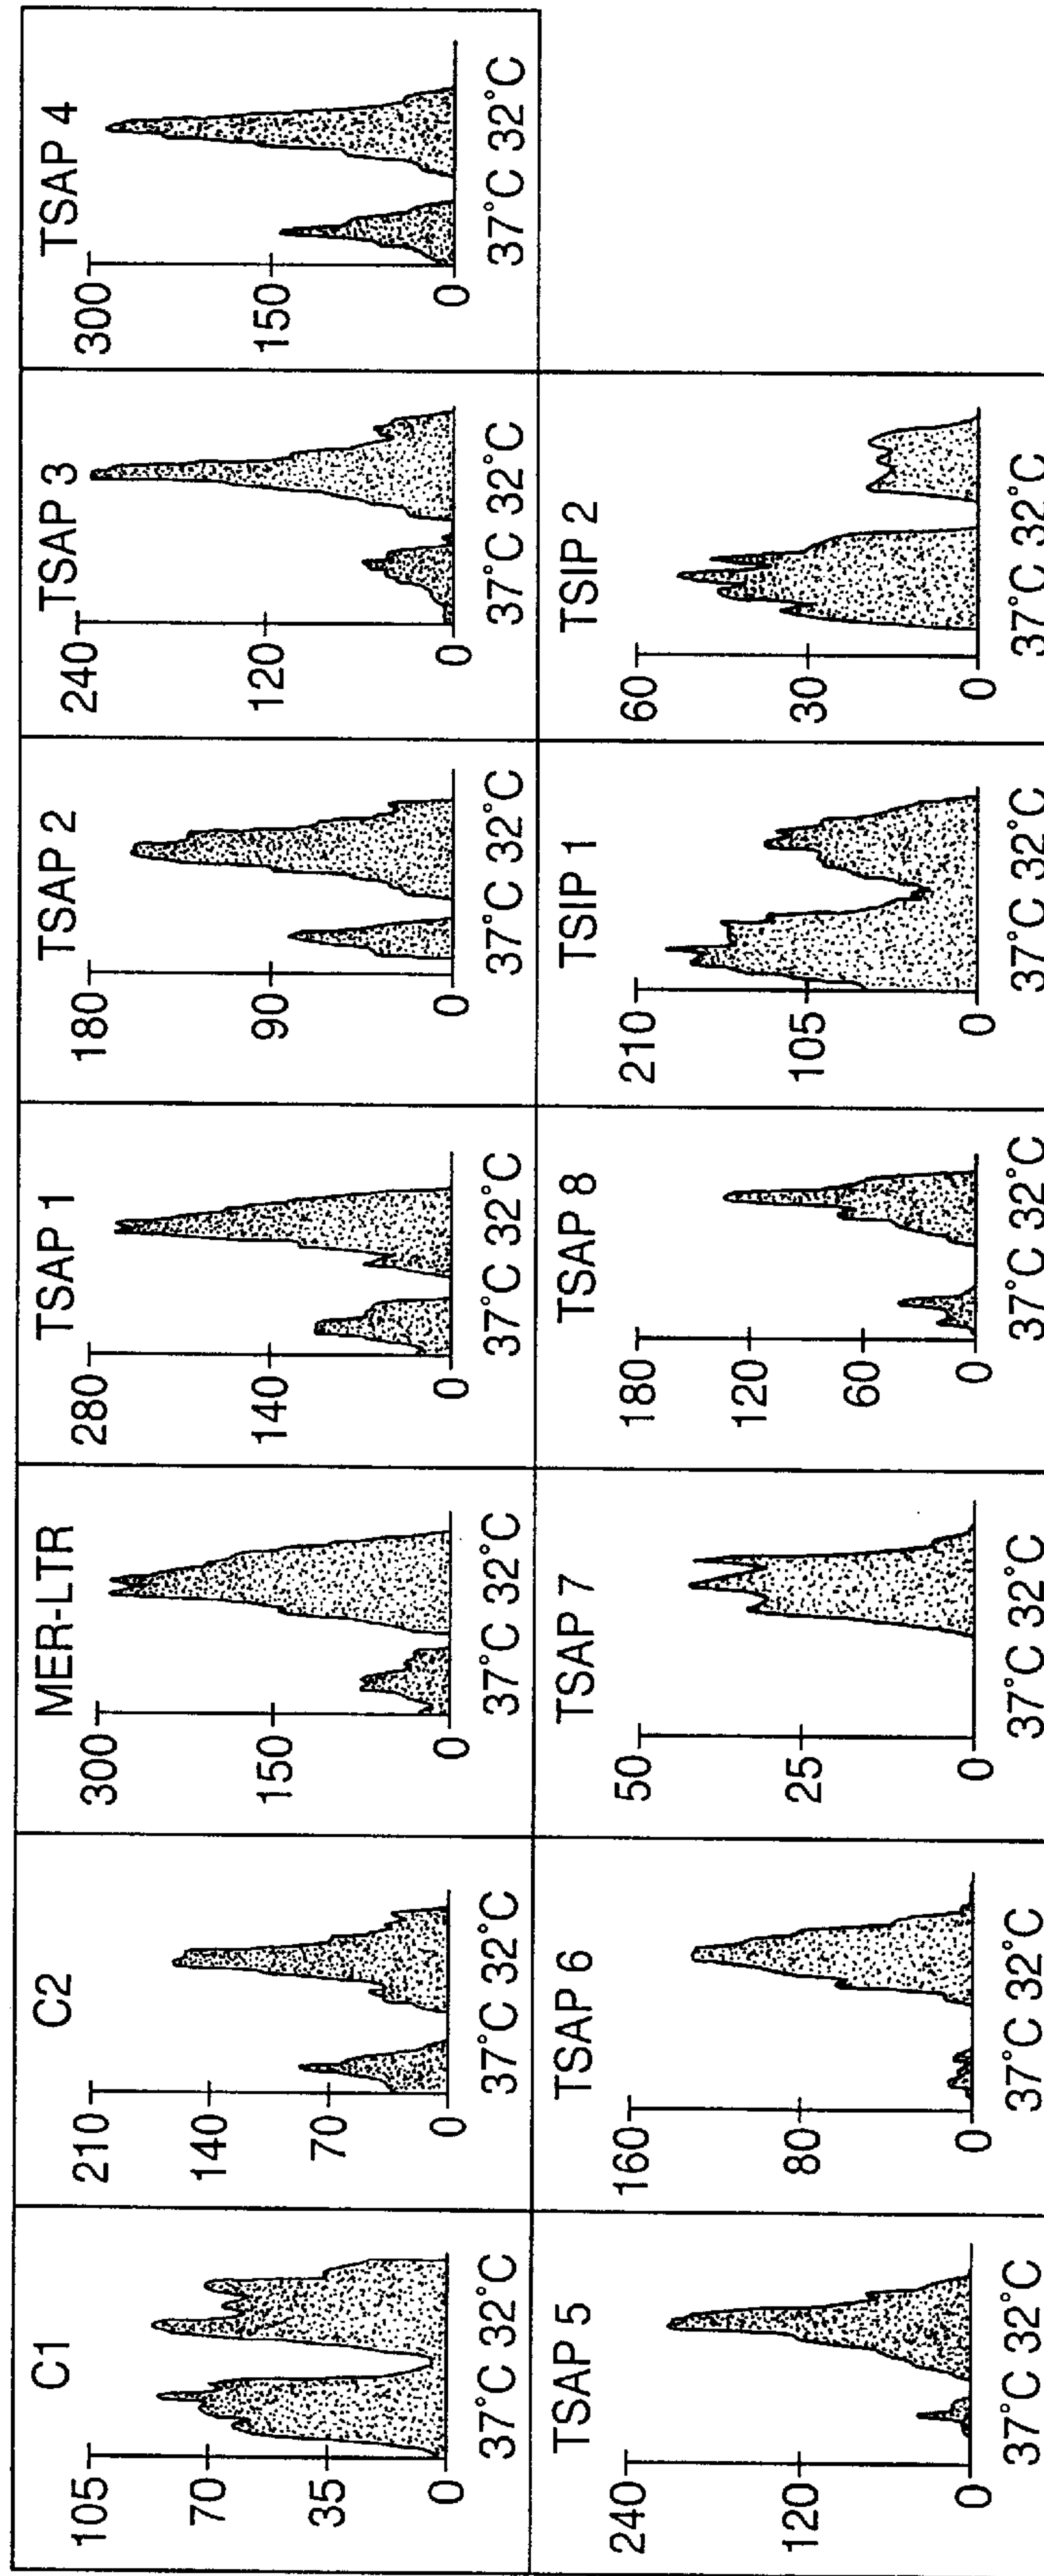 C1
105
70
35
0
37°C 32°C
C2
210
140
70
0
37°C 32°C
MER-LTR
300
150
0
37°C 32°C
TSAP 1
280
140
0
37°C 32°C
TSAP 2
180
90
0
37°C 32°C
TSAP 3
240
120
0
37°C 32°C
TSAP 4
300
150
0
37°C 32°C
TSAP 5
240
120
0
37°C 32°C
TSAP 6
160
80
0
37°C 32°C
TSAP 7
50
25
0
37°C 32°C
TSAP 8
180
120
60
0
37°C 32°C
TSIP 1
210
105
0
37°C 32°C
TSIP 2
60
30
0
37°C 32°C